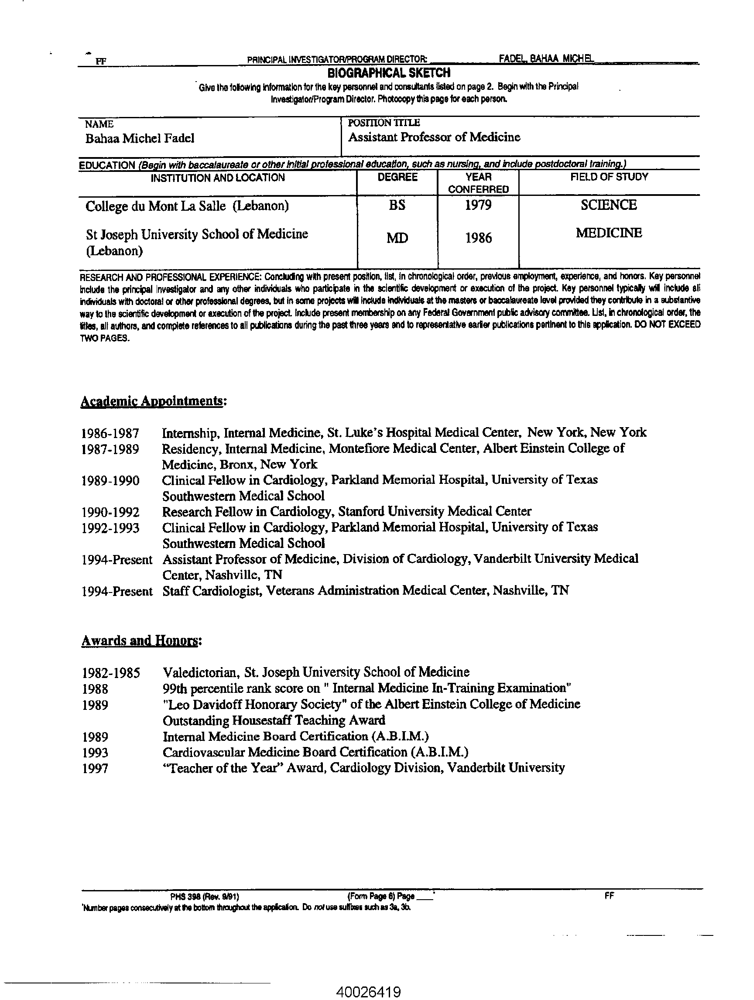 FF PRINCIPAL INVESTIGATOR/PROGRAM DIRECTOR: FADEL, BAHAA MICHEL
BIOGRAPHICAL SKETCH
Give the following information for the key personnel and consultants listed on page 2. Begin with the Principal
Investigator/Program Director. Photocopy this page for each person.
NAME POSITION TITLE
Bahaa Michel Fadel Assistant Professor of Medicine
EDUCATION (Begin with baccalaureate or other initial professional education, such as nursing, and include postdoctoral training.)
INSTITUTION AND LOCATION DEGREE YEAR CONFERRED FIELD OF STUDY
College du Mont La Salle (Lebanon) BS 1979 SCIENCE
St Joseph University School of Medicine MD 1986 MEDICINE
(Lebanon)
RESEARCH AND PROFESSIONAL EXPERIENCE: Concluding with present position, list, in chronological order, previous employment, experience, and honors. Key personnel
include the principal investigator and any other individuals who participate in the scientific development or execution of the project. Key personnel typically will include all
individuals with doctoral or other professional degrees, but in some projects will include individuals at the masters or baccalaureate level provided they contribute in a substantive
way to the scientific development or execution of the project. Include present membership on any Federal Government public advisory committee. List, in chronological order, the
titles, all authors, and complete references to all publications during the past three years and to representative earlier publications pertinent to this application. DO NOT EXCEED
TWO PAGES.
Academic Appointments:
1986-1987 Internship, Internal Medicine, St. Luke's Hospital Medical Center, New York, New York
1987-1989 Residency, Internal Medicine, Montefiore Medical Center, Albert Einstein College of
Medicine, Bronx, New York
1989-1990 Clinical Fellow in Cardiology, Parkland Memorial Hospital, University of Texas
Southwestern Medical School
1990-1992 Research Fellow in Cardiology, Stanford University Medical Center
1992-1993 Clinical Fellow in Cardiology, Parkland Memorial Hospital, University of Texas
Southwestern Medical School
1994-Present Assistant Professor of Medicine, Division of Cardiology, Vanderbilt University Medical
Center, Nashville, TN
1994-Present Staff Cardiologist, Veterans Administration Medical Center, Nashville, TN
Awards and Honors:
1982-1985 Valedictorian, St. Joseph University School of Medicine
1988 99th percentile rank score on " Internal Medicine In-Training Examination"
1989 "Leo Davidoff Honorary Society" of the Albert Einstein College of Medicine
Outstanding Housestaff Teaching Award
1989 Internal Medicine Board Certification (A.B.I.M.)
1993 Cardiovascular Medicine Board Certification (A.B.I.M.)
1997 "Teacher of the Year" Award, Cardiology Division, Vanderbilt University
PHS 398 (Rev. 9/91) (Form Page 6) Page ____* FF
*Number pages consecutively at the bottom throughout the application. Do not use suffixes such as 3a, 3b.
40026419